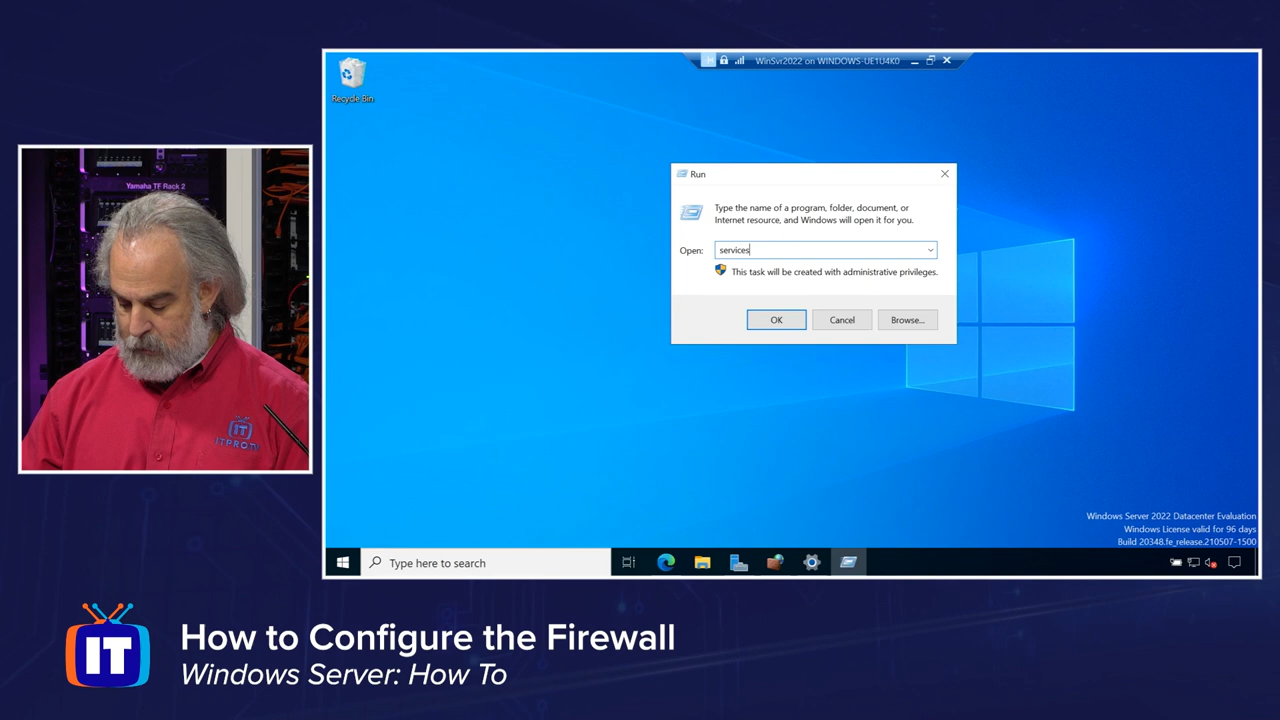 Yamaha TF Rack 2
IT
ITPROTV
Recycle Bin
WinSvr2022 on WINDOWS-UE1U4K0
Run
Type the name of a program, folder, document, or
Internet resource, and Windows will open it for you.
Open:
services
This task will be created with administrative privileges.
OK
Cancel
Browse...
Windows Server 2022 Datacenter Evaluation
Windows License valid for 96 days
Build 20348.fe_release.210507-1500
Type here to search
IT
How to Configure the Firewall
Windows Server: How To